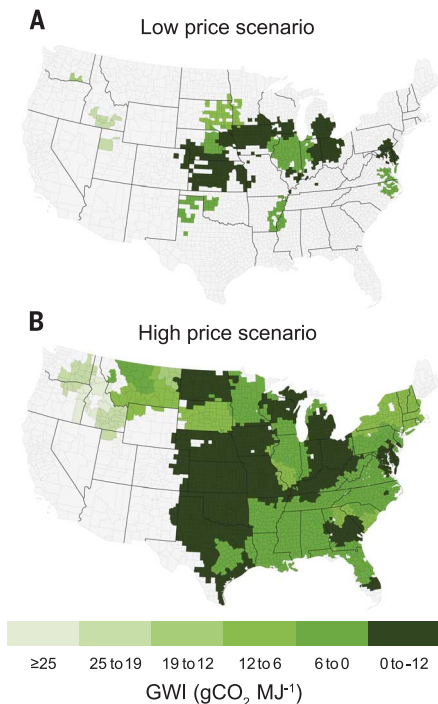 A
Low price scenario
B
High price scenario
≥25 25 to 19 19 to 12 12 to 6 6 to 0 0 to -12
GWI (gCO₂ MJ⁻¹)